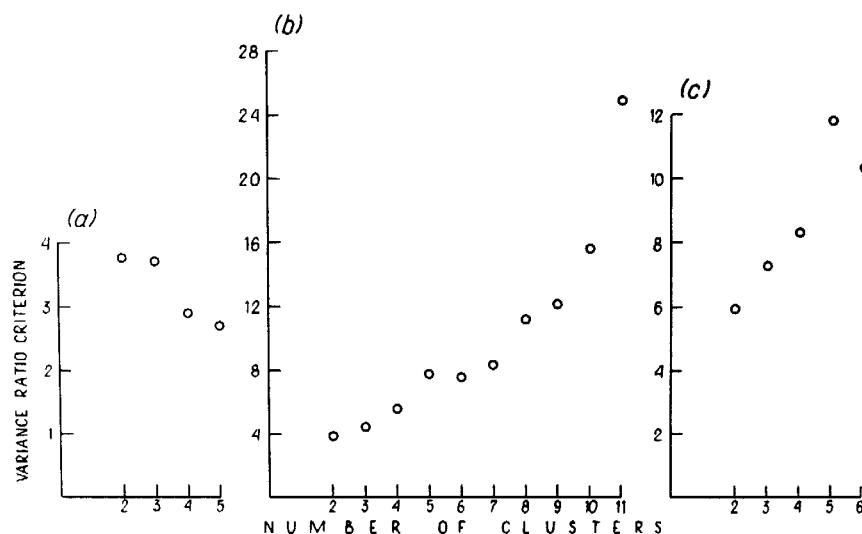 (a)
VARIANCE RATIO CRITERION
4
3
2
1
2 3 4 5
(b)
28
24
20
16
12
8
4
2 3 4 5 6 7 8 9 10 11
(c)
12
10
8
6
4
2
2 3 4 5 6
NUMBER OF CLUSTERS